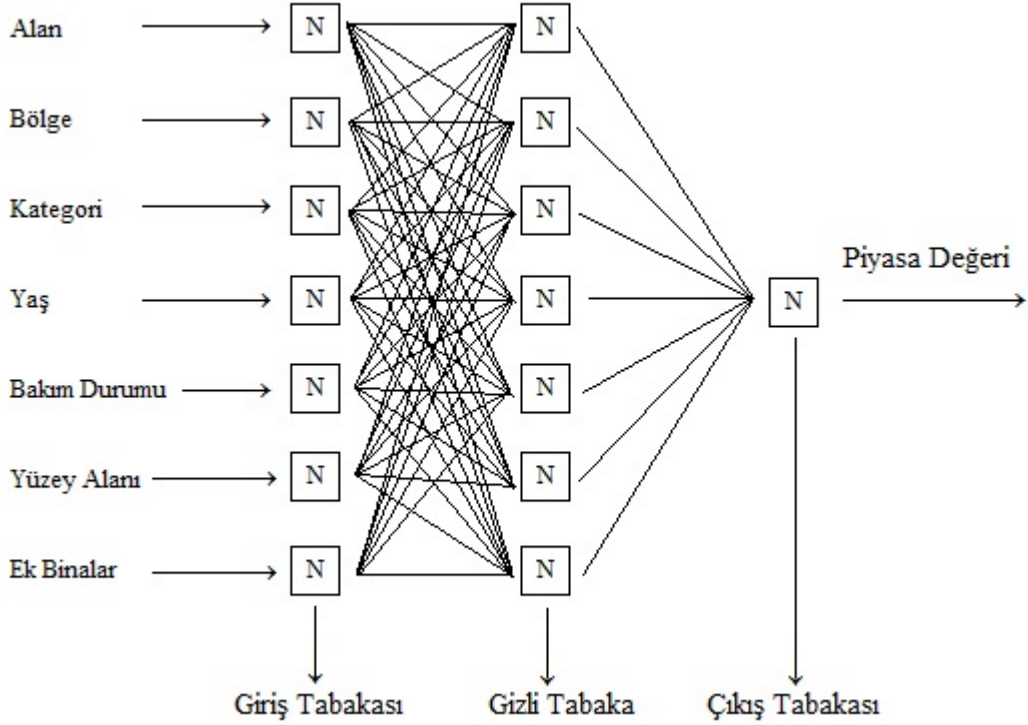 Alan N N
Bölge N N
Kategori N N
Piyasa Değeri
Yaş N N N
Bakım Durumu N N
Yüzey Alanı N N
Ek Binalar N N
Giriş Tabakası Gizli Tabaka Çıkış Tabakası